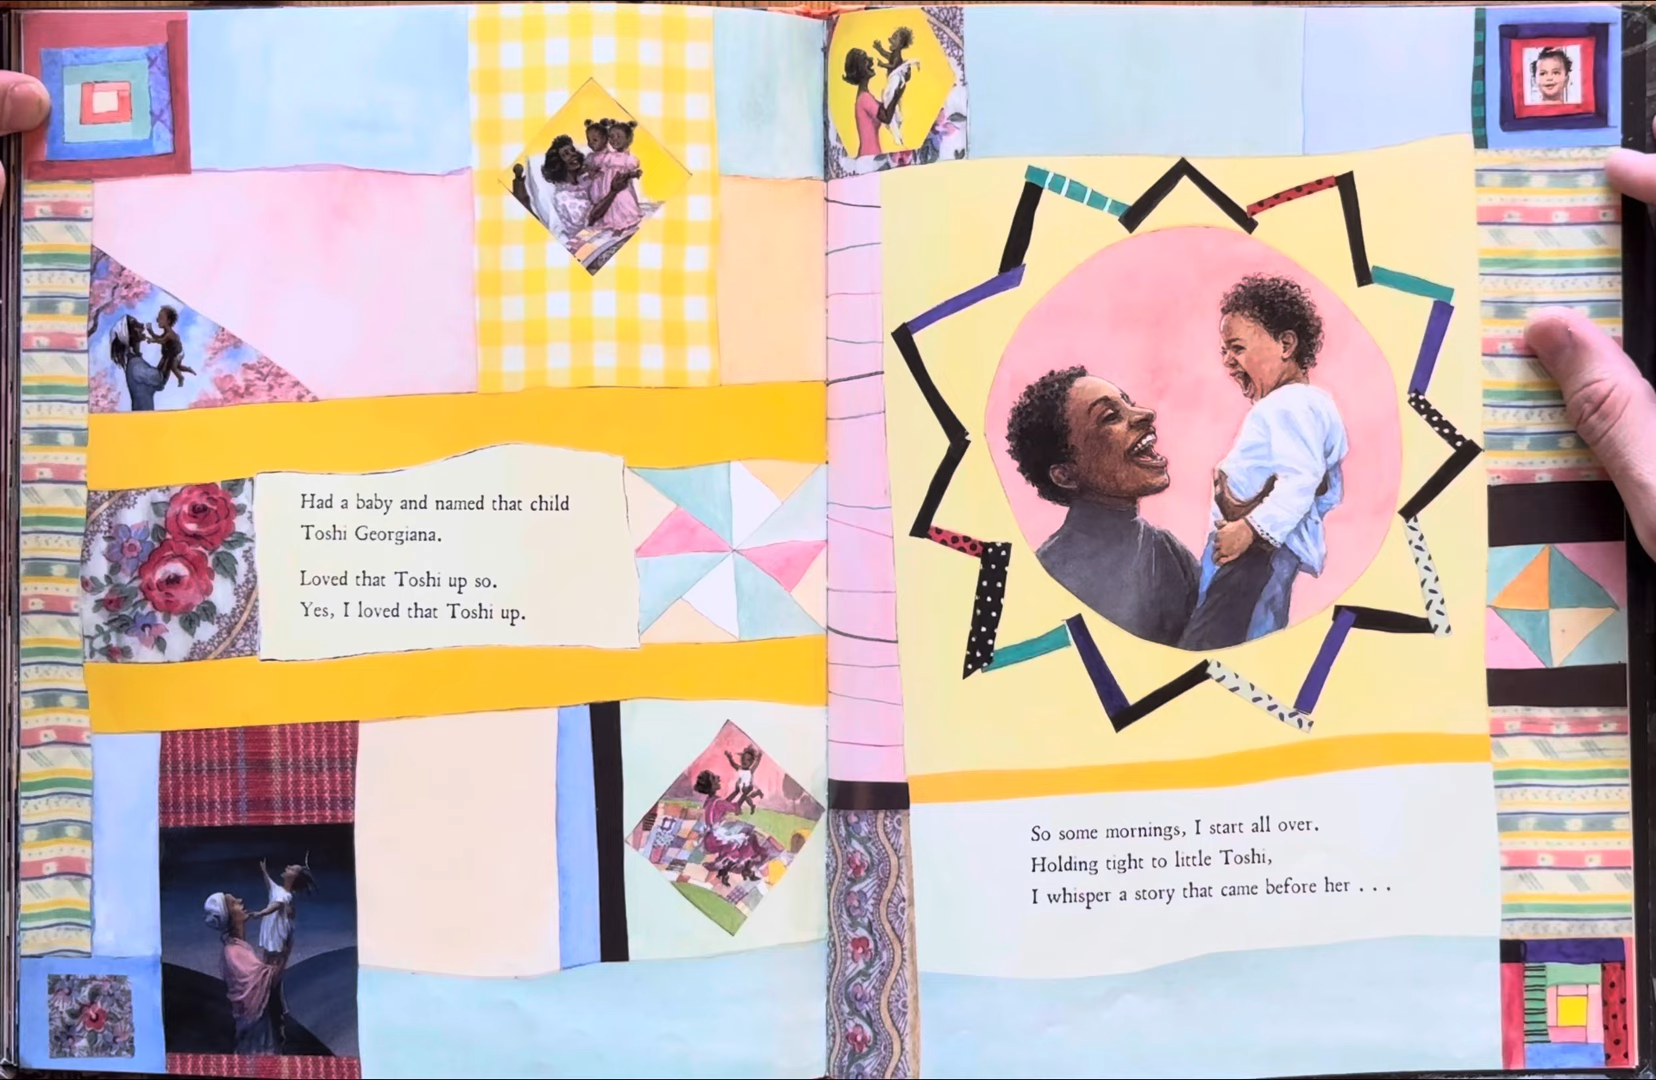 Had a baby and named that child
Toshi Georgiana.
Loved that Toshi up so.
Yes, I loved that Toshi up.
So some mornings, I start all over.
Holding tight to little Toshi,
I whisper a story that came before her . . .